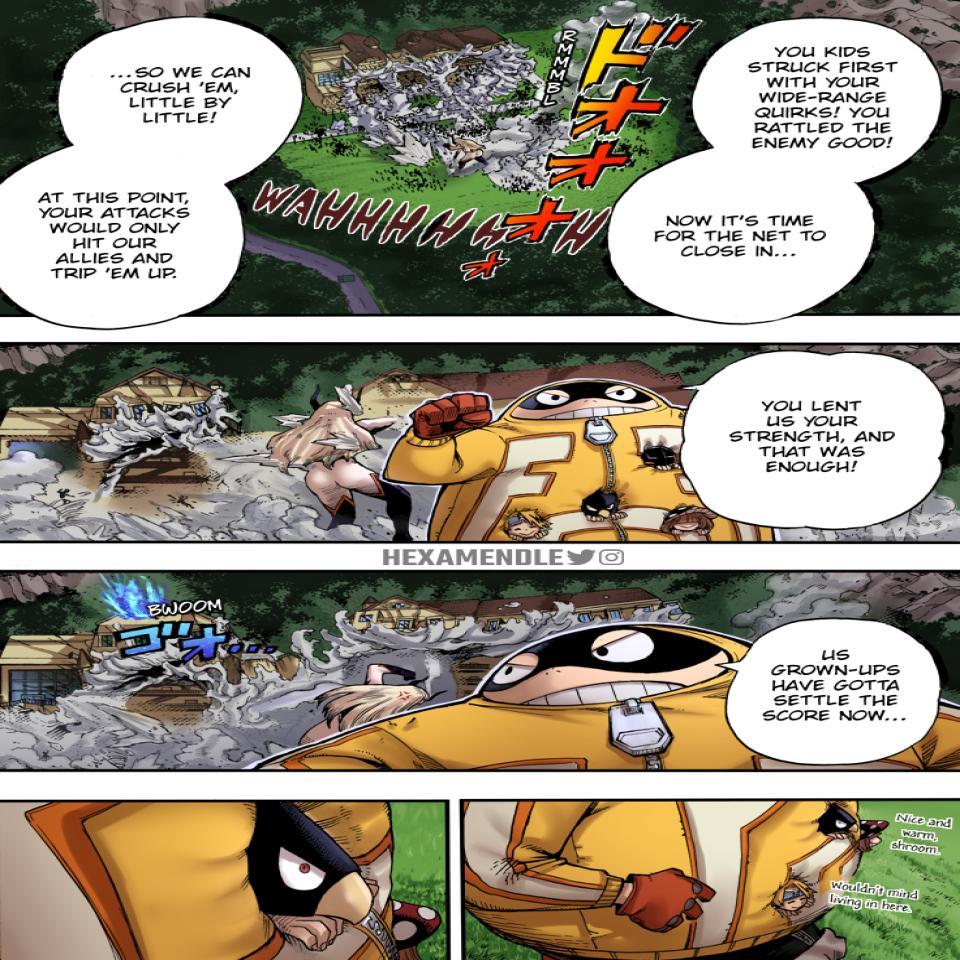 YOU KIDS
STRUCK FIRST
WITH YOUR
WIDE-RANGE
QUIRKS! YOU
RATTLED THE
ENEMY GOOD!
NOW IT'S TIME
FOR THE NET TO
CLOSE IN...
ドオオオオ
RMMMBL
WAHHHHHHH
...SO WE CAN
CRUSH 'EM,
LITTLE BY
LITTLE!
AT THIS POINT,
YOUR ATTACKS
WOULD ONLY
HIT OUR
ALLIES AND
TRIP 'EM UP.
YOU LENT
US YOUR
STRENGTH, AND
THAT WAS
ENOUGH!
F
HEXAMENDLE
US
GROWN-UPS
HAVE GOTTA
SETTLE THE
SCORE NOW...
BWOOM
ゴオ...
Nice and
warm,
shroom.
Wouldn't mind
living in here.